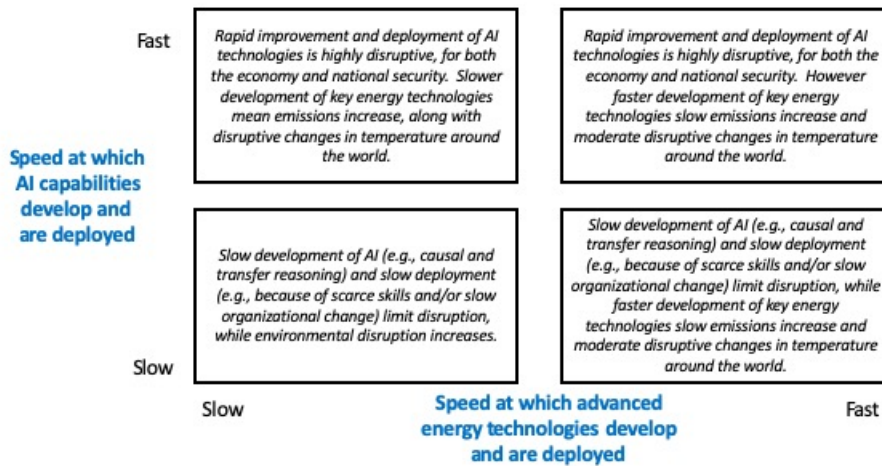 Fast
Rapid improvement and deployment of AI
technologies is highly disruptive, for both
the economy and national security.  Slower
development of key energy technologies
mean emissions increase, along with
disruptive changes in temperature around
the world.
Rapid improvement and deployment of AI
technologies is highly disruptive, for both
the economy and national security.  However
faster development of key energy
technologies slow emissions increase and
moderate disruptive changes in temperature
around the world.
Speed at which
AI capabilities
develop and
are deployed
Slow development of AI (e.g., causal and
transfer reasoning) and slow deployment
(e.g., because of scarce skills and/or slow
organizational change) limit disruption,
while environmental disruption increases.
Slow development of AI (e.g., causal and
transfer reasoning) and slow deployment
(e.g., because of scarce skills and/or slow
organizational change) limit disruption, while
faster development of key energy
technologies slow emissions increase and
moderate disruptive changes in temperature
around the world.
Slow
Slow
Speed at which advanced
energy technologies develop
and are deployed
Fast